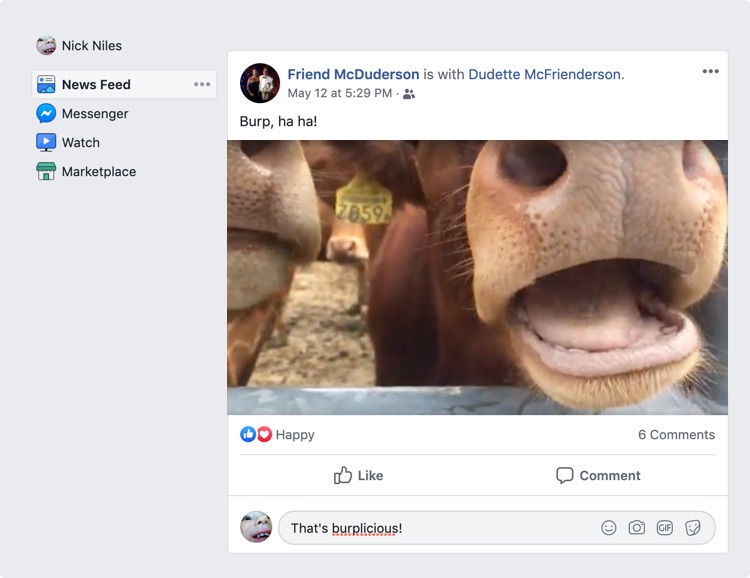 Nick Niles
News Feed
Messenger
Watch
Marketplace
Friend McDuderson is with Dudette McFrienderson.
May 12 at 5:29 PM ·
Burp, ha ha!
2859
Happy
6 Comments
Like
Comment
That's burplicious!
GIF